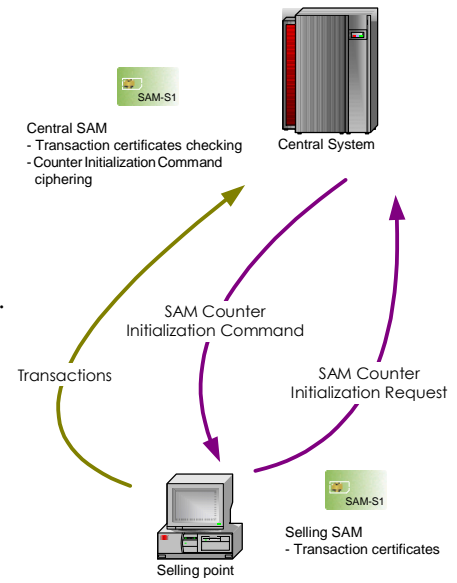 SAM-S1
Central SAM
- Transaction certificates checking
- Counter Initialization Command
ciphering
Central System
.
SAM Counter
Initialization Command
Transactions
SAM Counter
Initialization Request
SAM-S1
Selling SAM
- Transaction certificates
Selling point